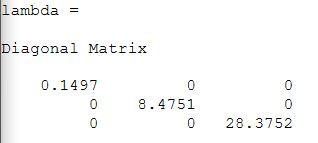 lambda =
Diagonal Matrix
0.1497 0 0
0 8.4751 0
0 0 28.3752